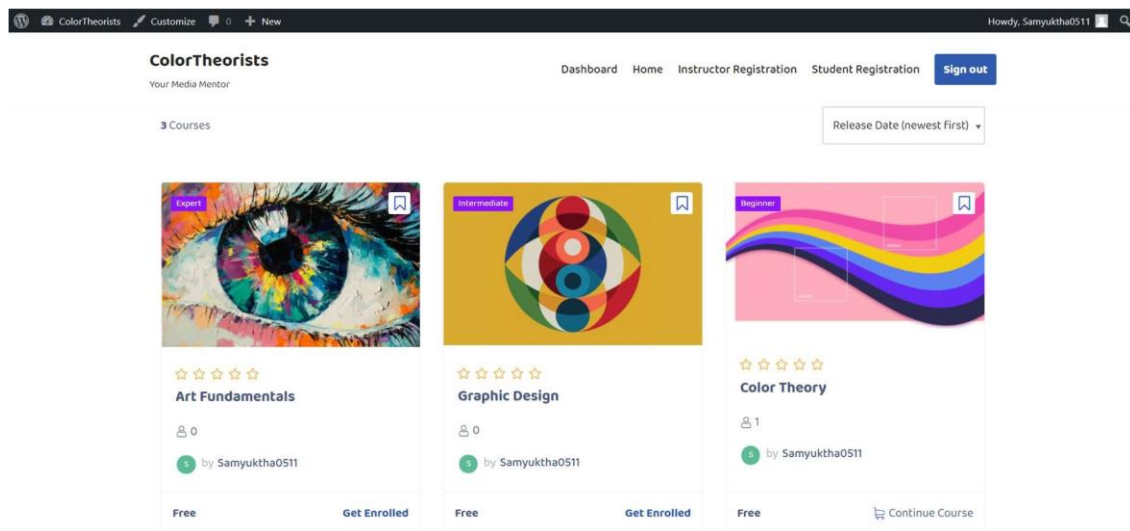 ColorTheorists Customize 0 New Howdy, Samyuktha0511
ColorTheorists
Your Media Mentor
Dashboard Home Instructor Registration Student Registration Sign out
3 Courses
Release Date (newest first)
Expert
Intermediate
Beginner
Art Fundamentals
Graphic Design
Color Theory
0
0
1
S by Samyuktha0511
S by Samyuktha0511
S by Samyuktha0511
Free Get Enrolled
Free Get Enrolled
Free Continue Course